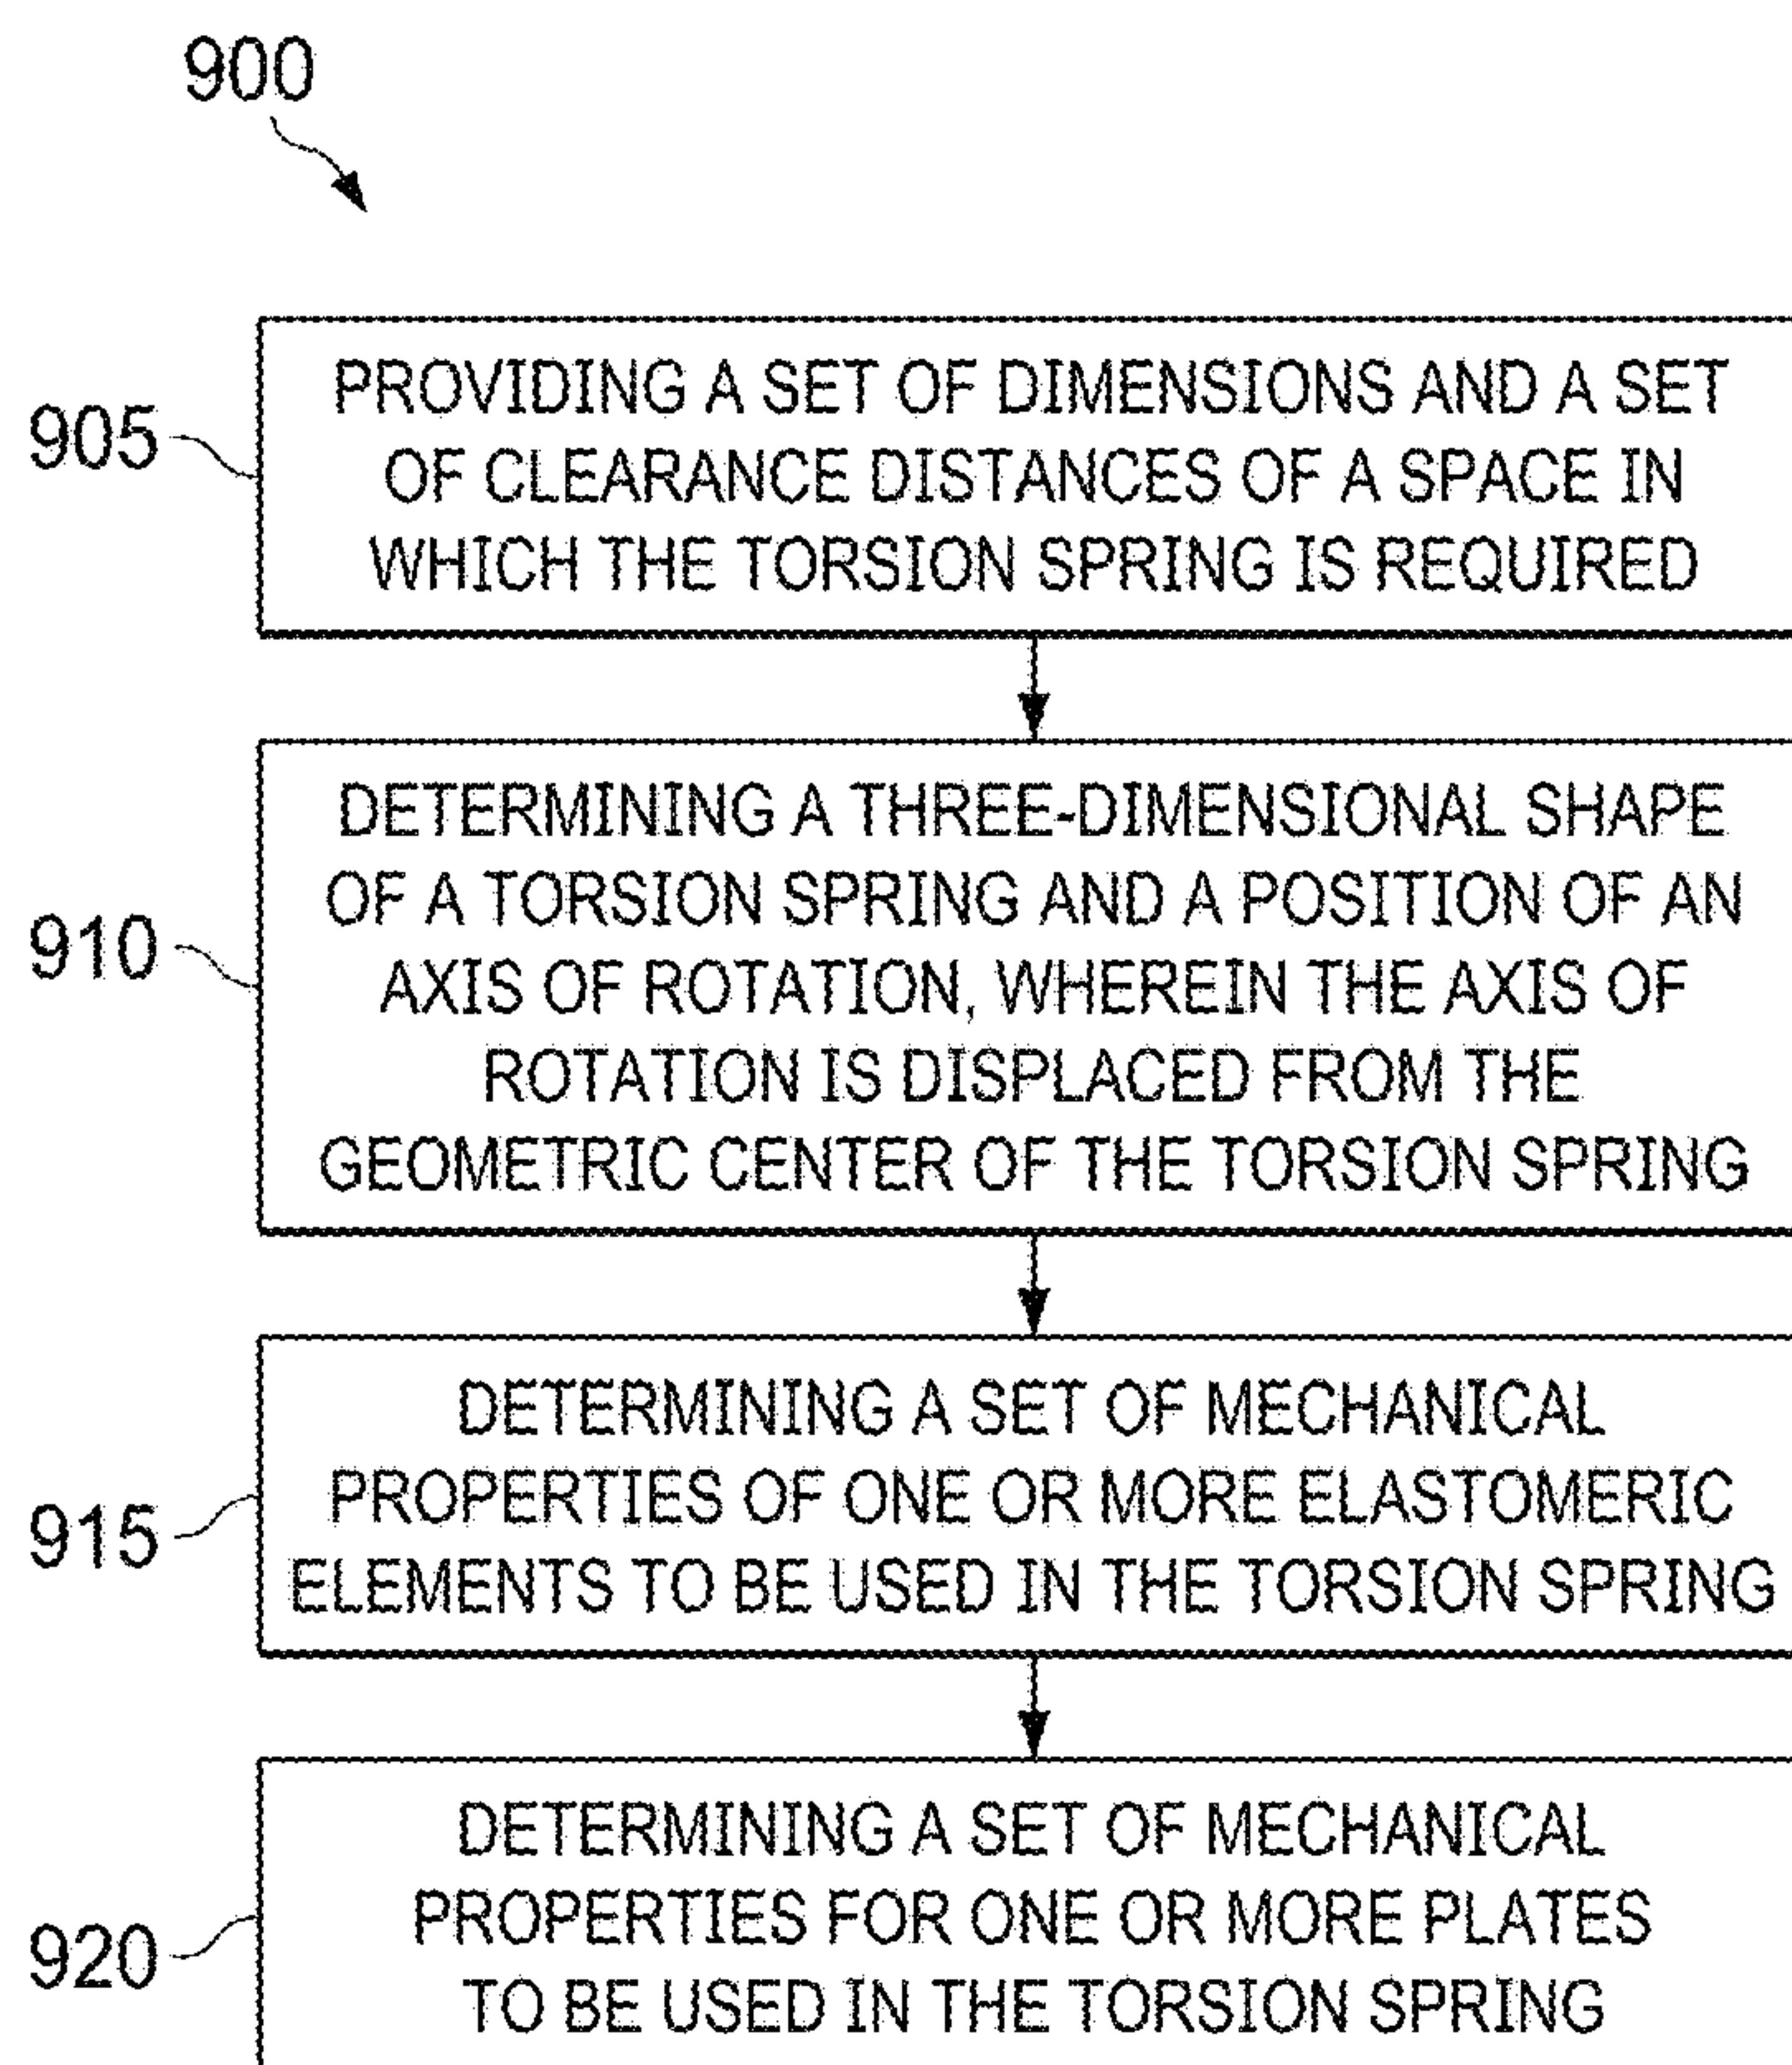 900
905
PROVIDING A SET OF DIMENSIONS AND A SET
OF CLEARANCE DISTANCES OF A SPACE IN
WHICH THE TORSION SPRING IS REQUIRED
910
DETERMINING A THREE-DIMENSIONAL SHAPE
OF A TORSION SPRING AND A POSITION OF AN
AXIS OF ROTATION, WHEREIN THE AXIS OF
ROTATION IS DISPLACED FROM THE
GEOMETRIC CENTER OF THE TORSION SPRING
915
DETERMINING A SET OF MECHANICAL
PROPERTIES OF ONE OR MORE ELASTOMERIC
ELEMENTS TO BE USED IN THE TORSION SPRING
920
DETERMINING A SET OF MECHANICAL
PROPERTIES FOR ONE OR MORE PLATES
TO BE USED IN THE TORSION SPRING